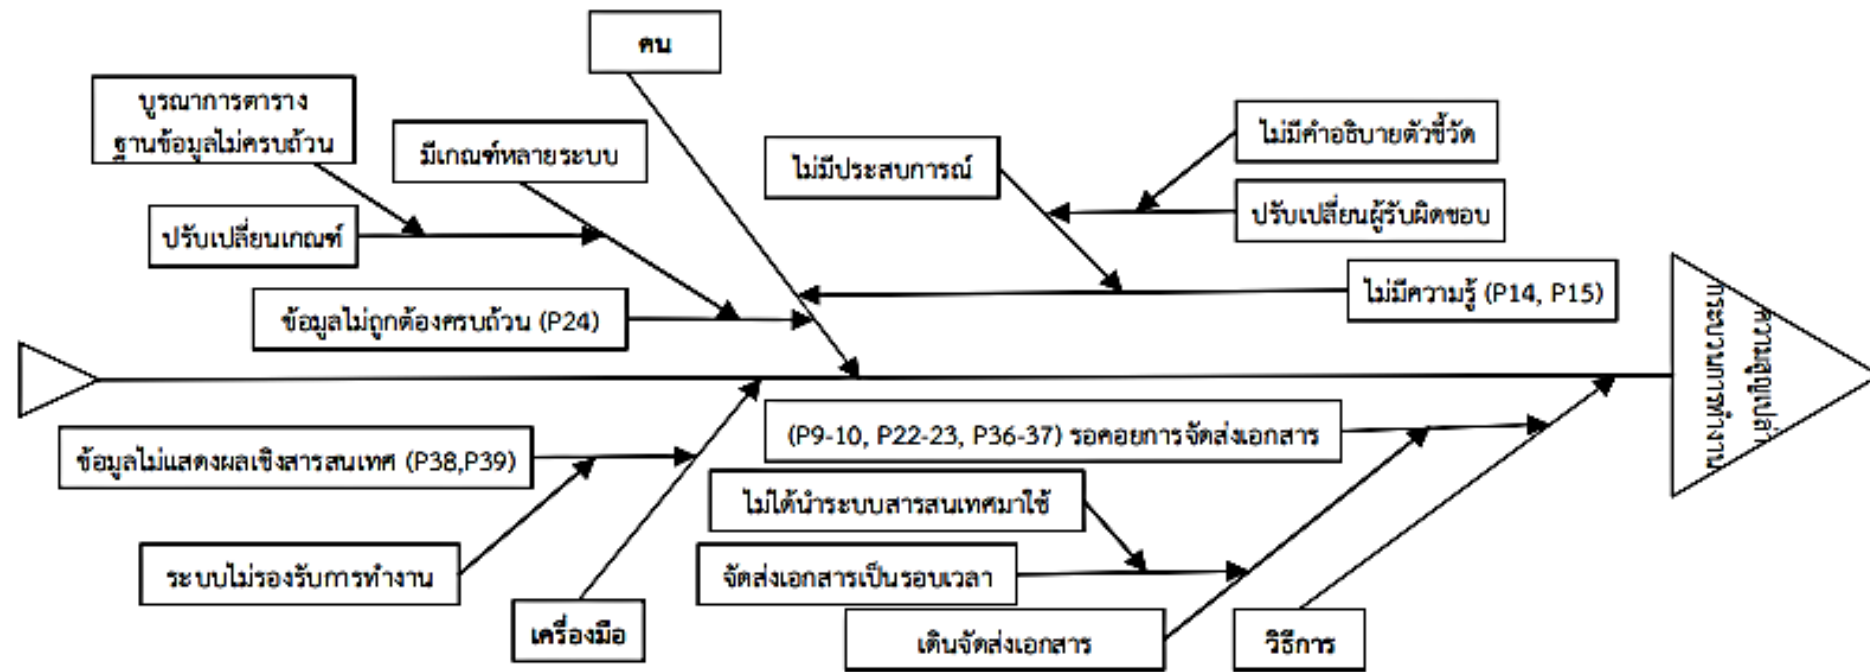 คน
บูรณาการตาราง
ฐานข้อมูลไม่ครบถ้วน
มีเกณฑ์หลายระบบ
ไม่มีประสบการณ์
ไม่มีคำอธิบายตัวชี้วัด
ปรับเปลี่ยนเกณฑ์
ปรับเปลี่ยนผู้รับผิดชอบ
ข้อมูลไม่ถูกต้องครบถ้วน (P24)
ไม่มีความรู้ (P14, P15)
ความสูญเปล่า
กระบวนการทำงาน
(P9-10, P22-23, P36-37) รอคอยการจัดส่งเอกสาร
ข้อมูลไม่แสดงผลเชิงสารสนเทศ (P38,P39)
ไม่ได้นำระบบสารสนเทศมาใช้
ระบบไม่รองรับการทำงาน
จัดส่งเอกสารเป็นรอบเวลา
เครื่องมือ
เดินจัดส่งเอกสาร
วิธีการ